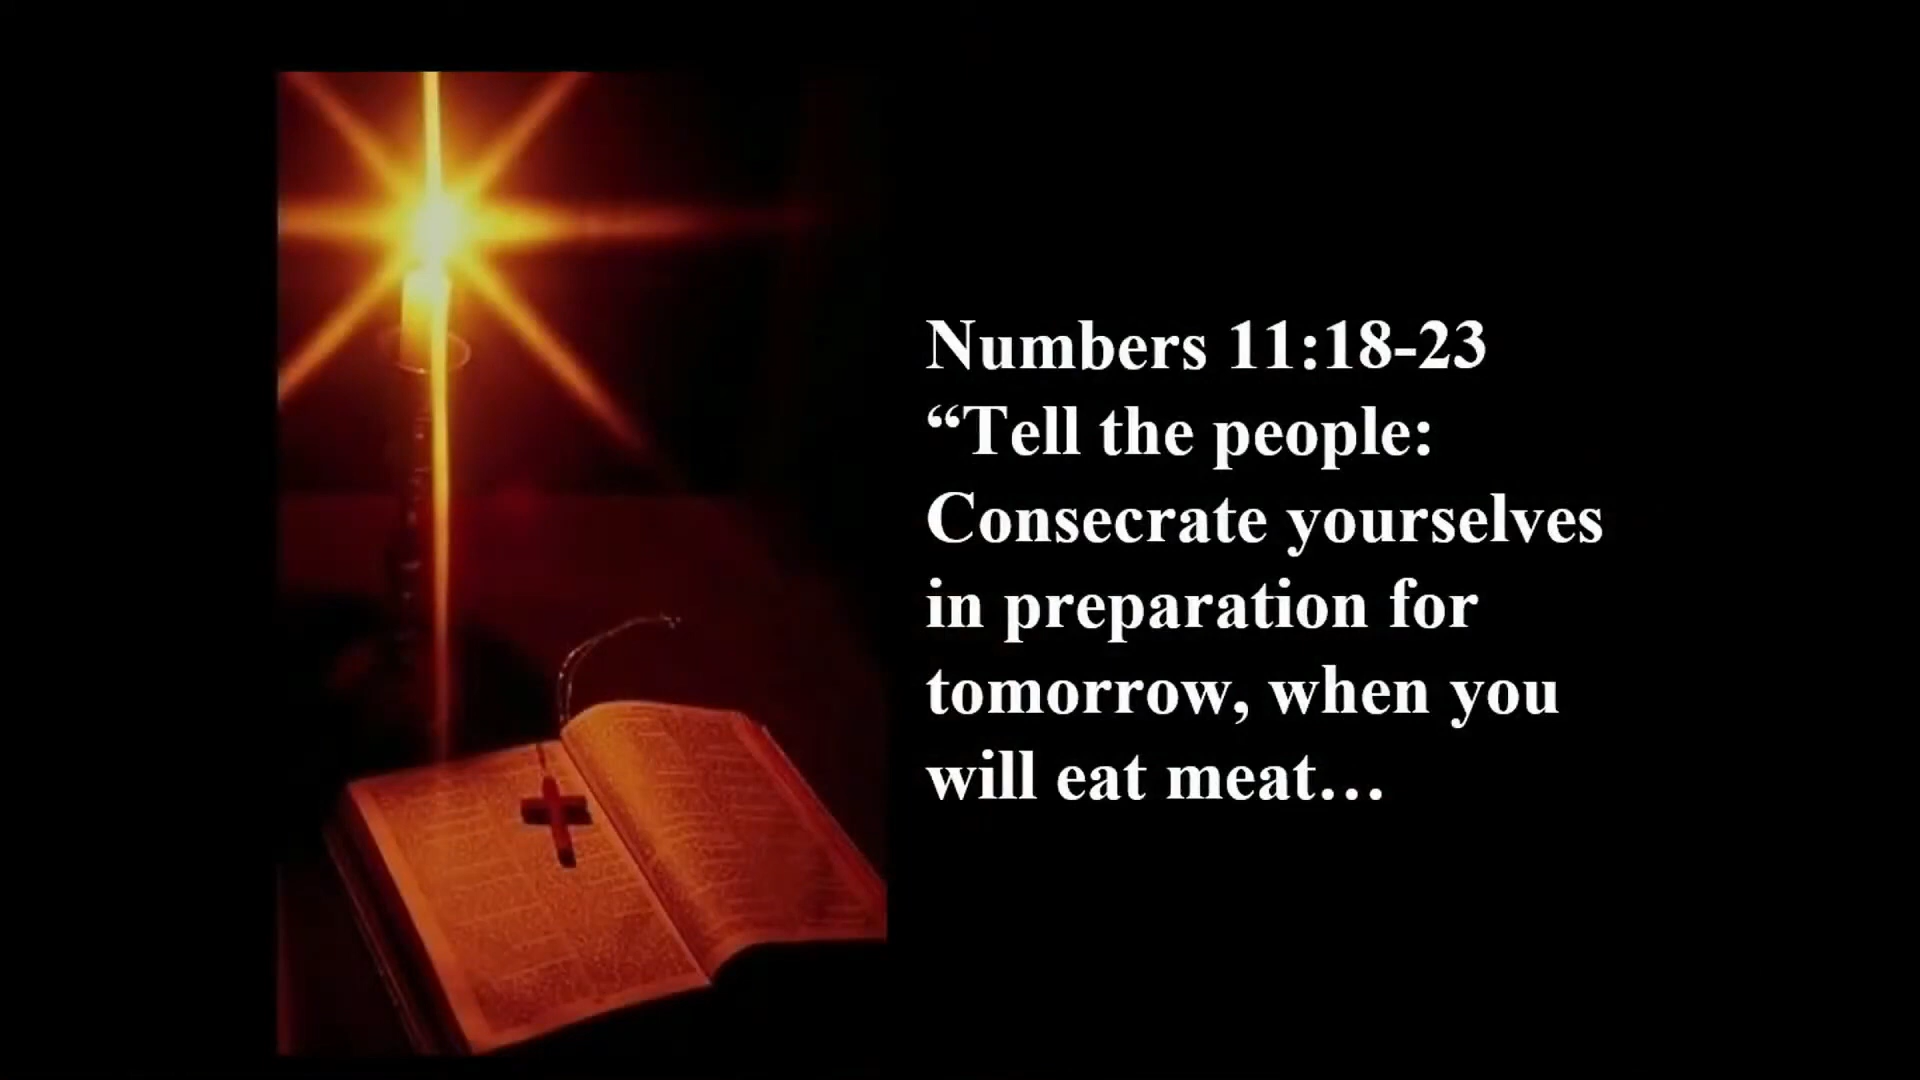 Numbers 11:18-23
“Tell the people:
Consecrate yourselves
in preparation for
tomorrow, when you
will eat meat…